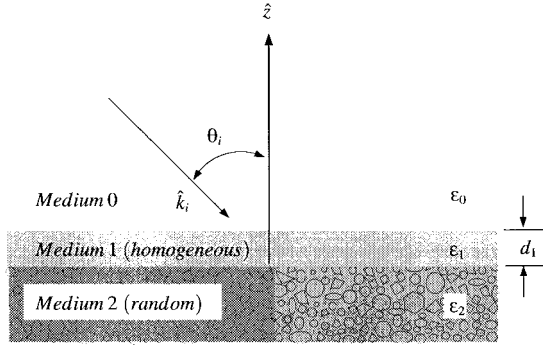 ẑ
θᵢ
Medium 0
k̂ᵢ
ε₀
Medium 1 (homogeneous)
ε₁
d₁
Medium 2 (random)
ε₂